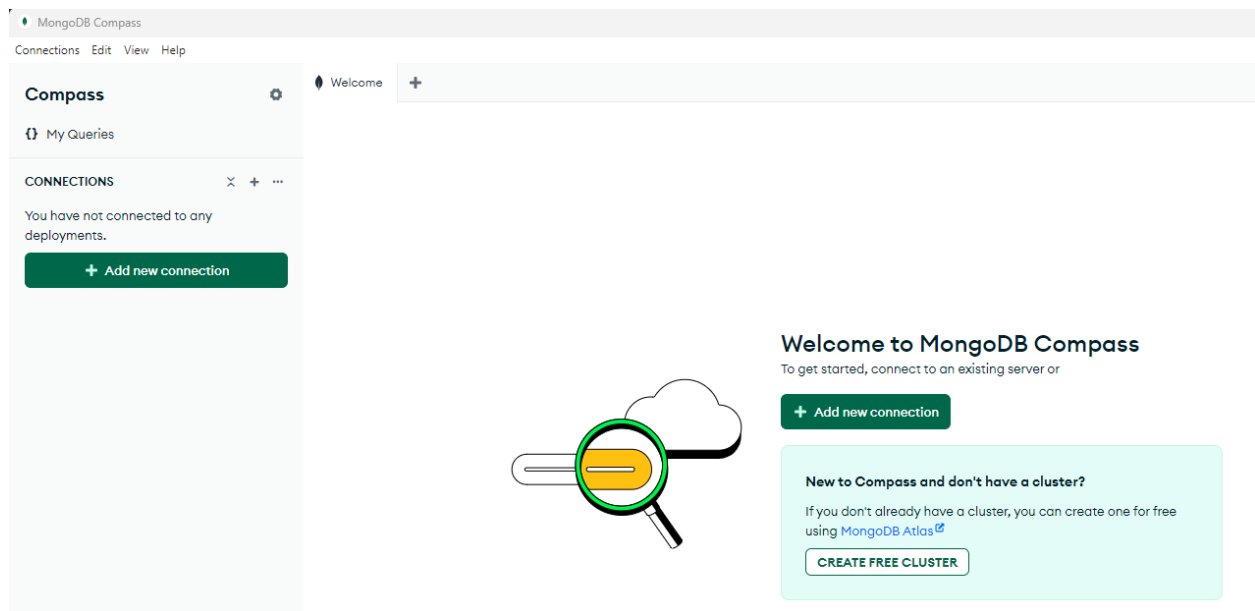 MongoDB Compass
Connections Edit View Help
Compass
{} My Queries
CONNECTIONS
You have not connected to any
deployments.
+ Add new connection
Welcome +
Welcome to MongoDB Compass
To get started, connect to an existing server or
+ Add new connection
New to Compass and don't have a cluster?
If you don't already have a cluster, you can create one for free
using MongoDB Atlas
CREATE FREE CLUSTER